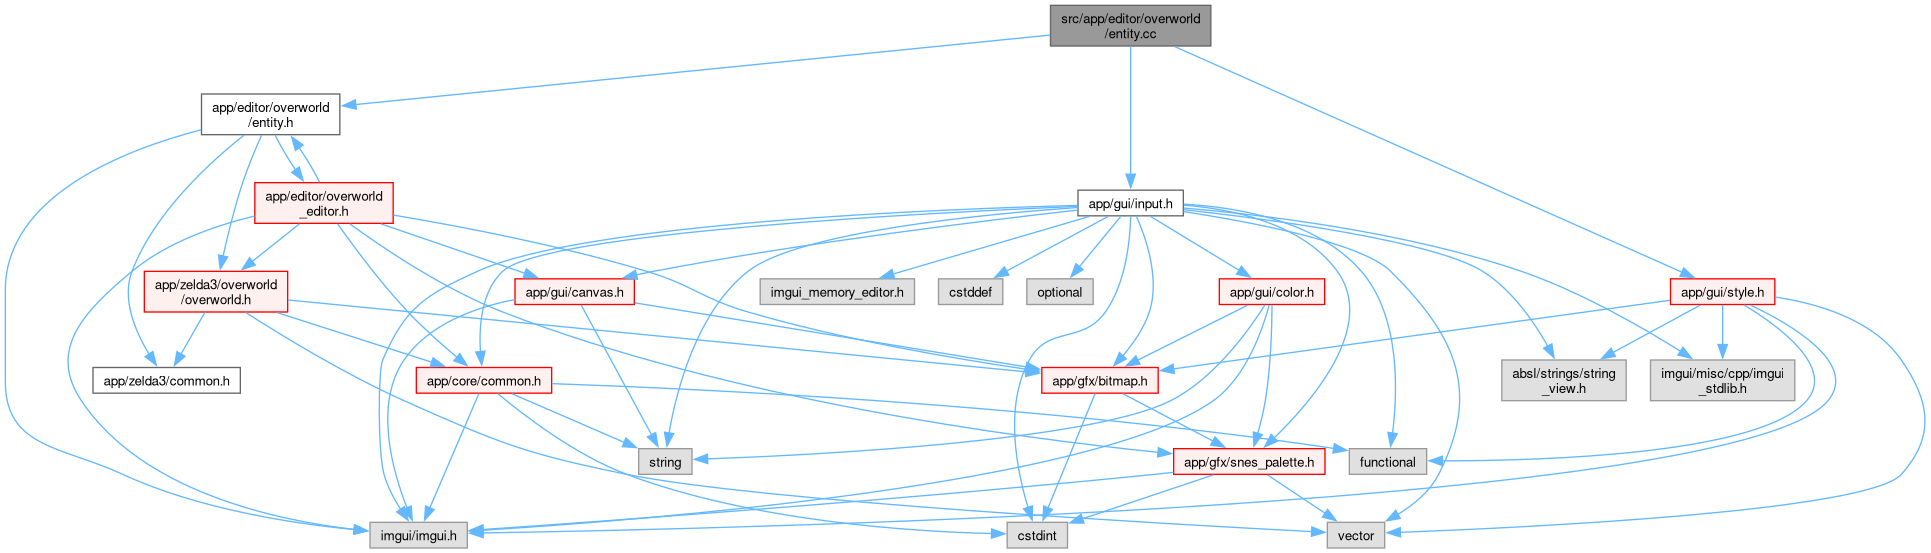 src/app/editor/overworld
/entity.cc
app/editor/overworld
/entity.h
app/editor/overworld
_editor.h
app/gui/input.h
app/zelda3/overworld
/overworld.h
app/gui/canvas.h
imgui_memory_editor.h
cstddef
optional
app/gui/color.h
app/gui/style.h
app/zelda3/common.h
app/core/common.h
app/gfx/bitmap.h
absl/strings/string
_view.h
imgui/misc/cpp/imgui
_stdlib.h
string
app/gfx/snes_palette.h
functional
imgui/imgui.h
cstdint
vector